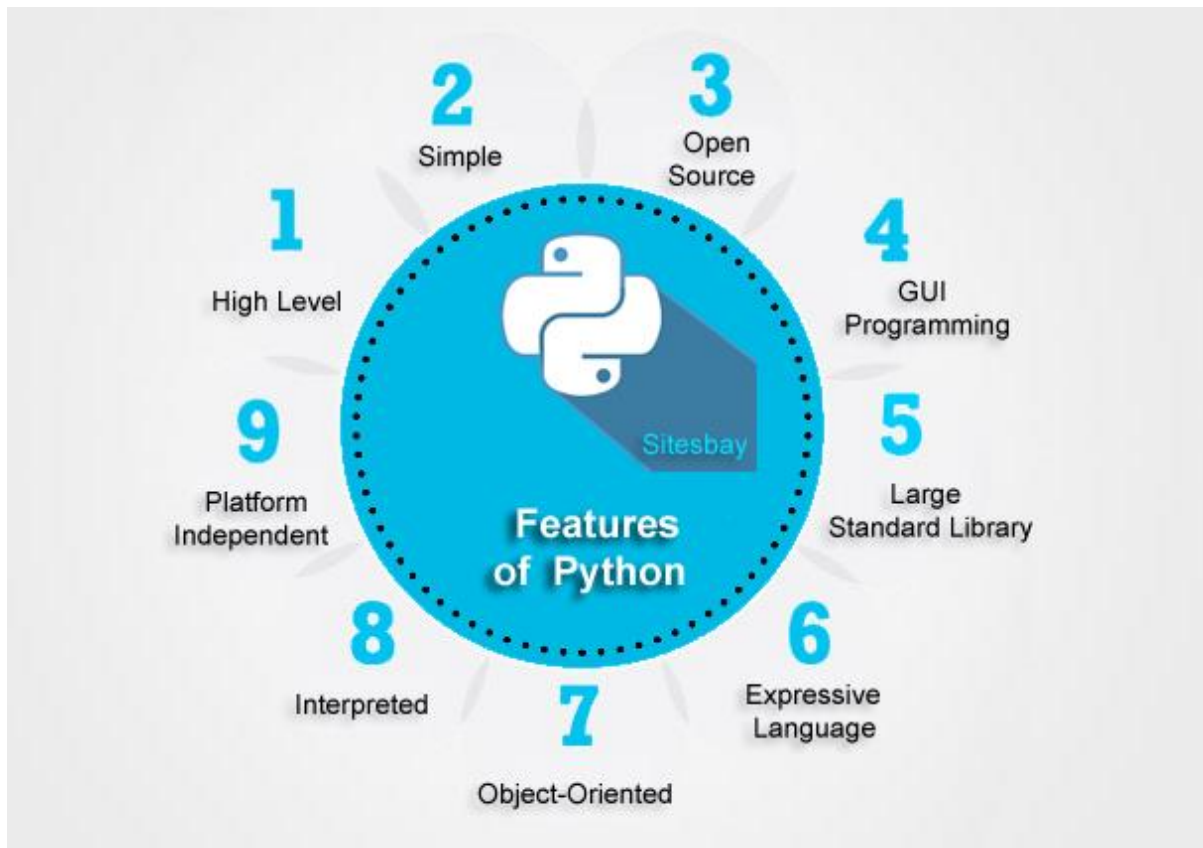 1
High Level
2
Simple
3
Open
Source
4
GUI
Programming
5
Large
Standard Library
6
Expressive
Language
7
Object-Oriented
8
Interpreted
9
Platform
Independent
Sitesbay
Features
of Python